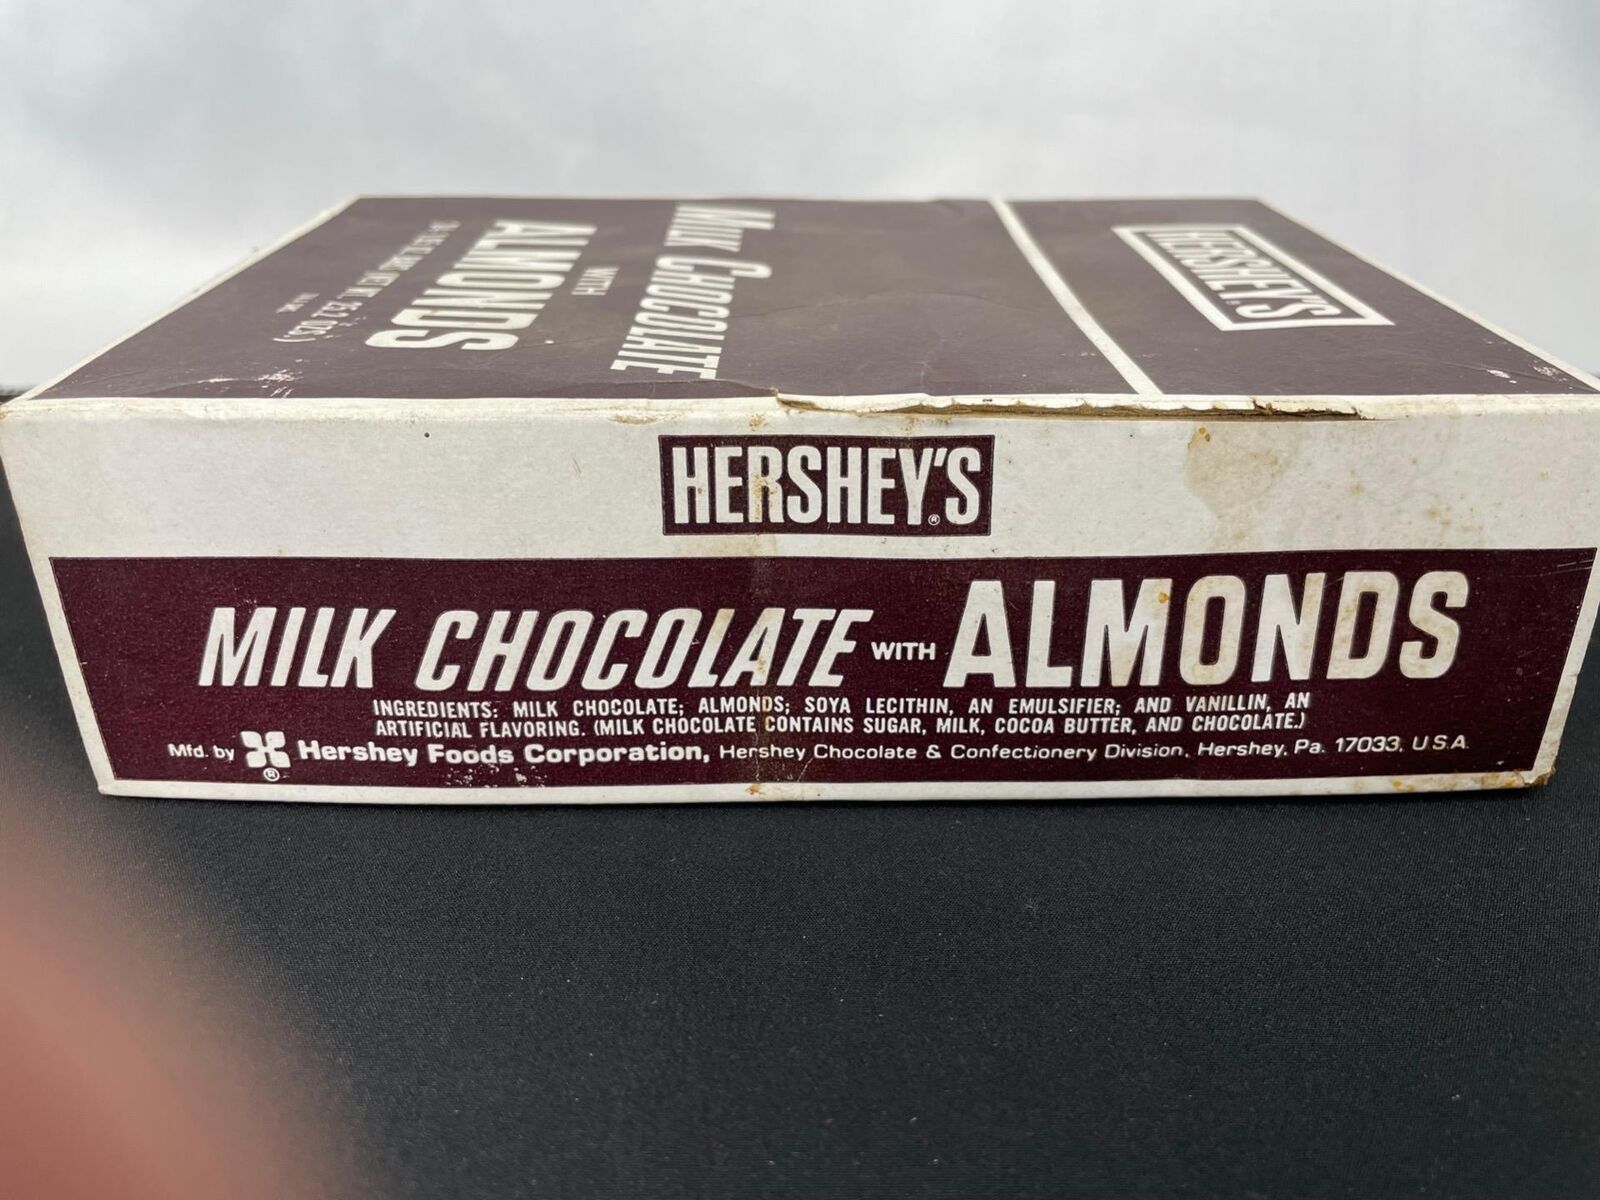 HERSHEY'S
MILK CHOCOLATE
WITH
ALMONDS
HERSHEY'S®
MILK CHOCOLATE WITH ALMONDS
INGREDIENTS: MILK CHOCOLATE; ALMONDS; SOYA LECITHIN, AN EMULSIFIER; AND VANILLIN, AN
ARTIFICIAL FLAVORING. (MILK CHOCOLATE CONTAINS SUGAR, MILK, COCOA BUTTER, AND CHOCOLATE.)
Mfd. by ® Hershey Foods Corporation, Hershey Chocolate & Confectionery Division, Hershey, Pa. 17033, U.S.A.